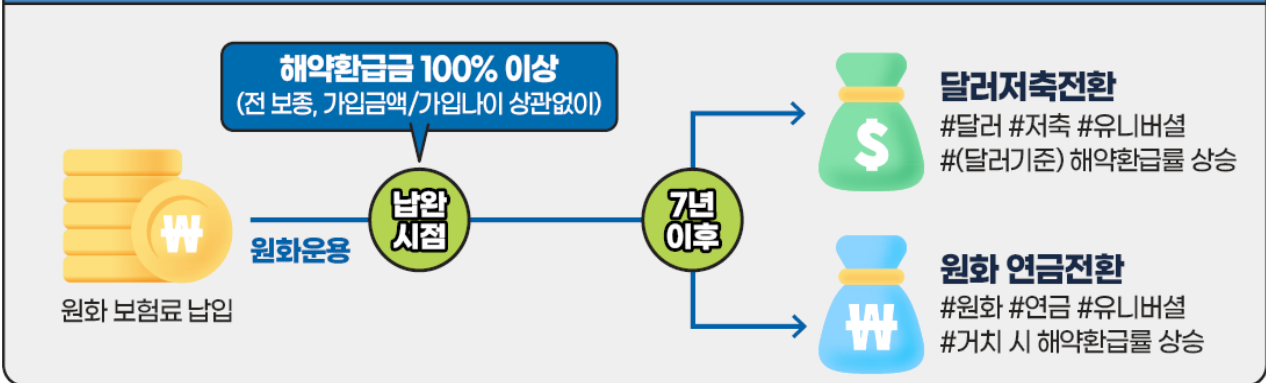 해약환급금 100% 이상
(전 보종, 가입금액/가입나이 상관없이)
₩
원화 보험료 납입
원화운용
납완
시점
7년
이후
$
달러저축전환
#달러 #저축 #유니버셜
#(달러기준) 해약환급률 상승
₩
원화 연금전환
#원화 #연금 #유니버셜
#거치 시 해약환급률 상승